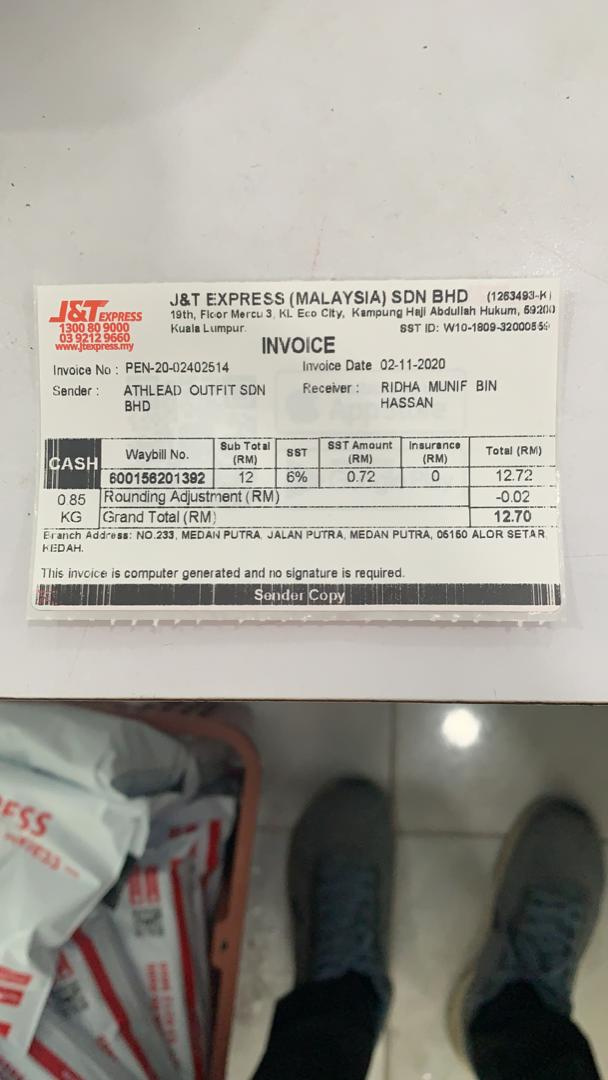 J&T EXPRESS
1300 80 9000
03 9212 9660
www.jtexpress.my
J&T EXPRESS (MALAYSIA) SDN BHD (1263493-K)
19th, Floor Mercu 3, KL Eco City, Kampung Haji Abdullah Hukum, 59200
Kuala Lumpur. SST ID: W10-1809-32000559
INVOICE
Invoice No : PEN-20-02402514 Invoice Date 02-11-2020
Sender : ATHLEAD OUTFIT SDN BHD
Receiver : RIDHA MUNIF BIN HASSAN
CASH Waybill No. Sub Total (RM) SST SST Amount (RM) Insurance (RM) Total (RM)
600156201392 12 6% 0.72 0 12.72
0.85 KG Rounding Adjustment (RM) -0.02
Grand Total (RM) 12.70
Branch Address: NO.233, MEDAN PUTRA, JALAN PUTRA, MEDAN PUTRA, 05150 ALOR SETAR,
KEDAH.
This invoice is computer generated and no signature is required.
Sender Copy